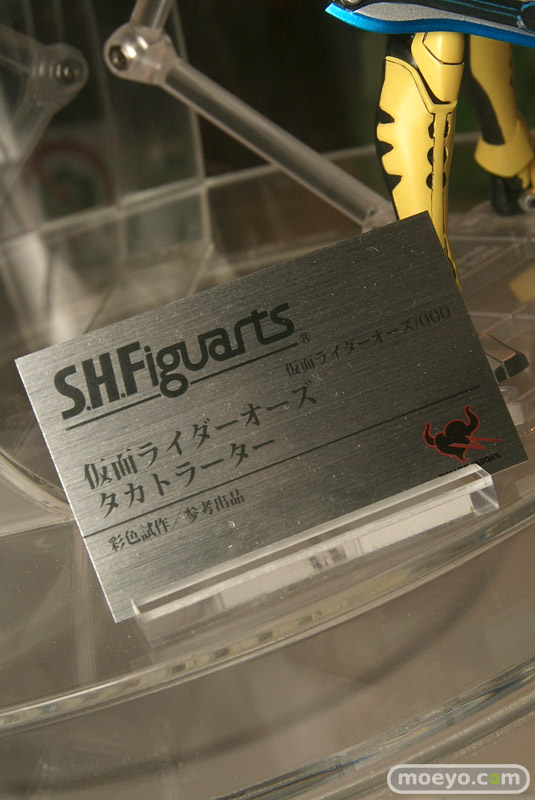 S.H.Figuarts®
仮面ライダーオーズ/OOO
仮面ライダーオーズ
タカトラーター
彩色試作／参考出品
moeyo.com